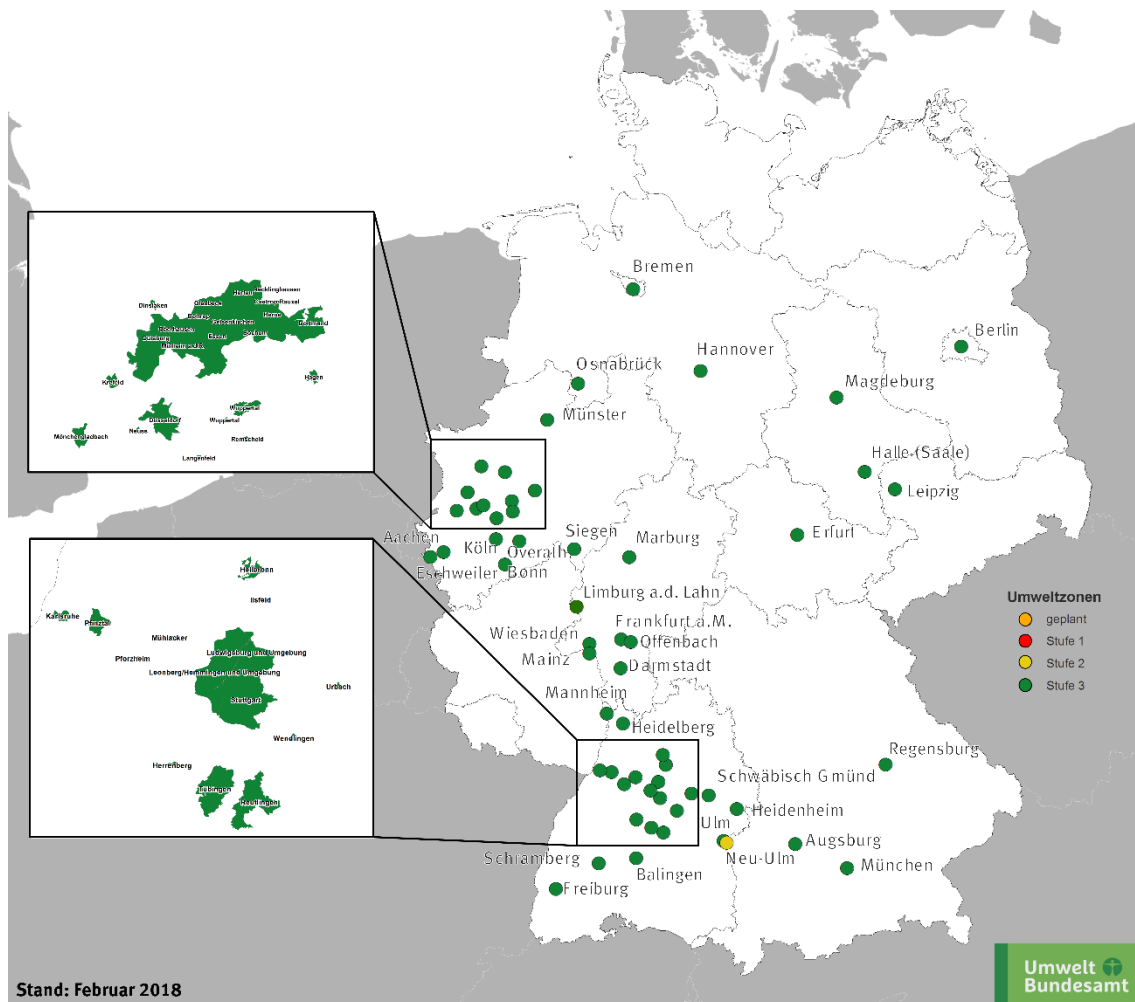 Bremen
Berlin
Hannover
Osnabrück
Magdeburg
Münster
Halle (Saale)
Leipzig
Erfurt
Siegen
Marburg
Aachen
Köln
Overath
Eschweiler
Bonn
Limburg a.d. Lahn
Frankfurt a.M.
Wiesbaden
Offenbach
Mainz
Darmstadt
Mannheim
Heidelberg
Regensburg
Schwäbisch Gmünd
Heidenheim
Ulm
Neu-Ulm
Augsburg
München
Schramberg
Balingen
Freiburg
Recklinghausen
Herten
Dinslaken
Gladbeck
Castrop-Rauxel
Bottrop
Herne
Gelsenkirchen
Dortmund
Oberhausen
Essen
Bochum
Duisburg
Mülheim a.d.R.
Krefeld
Hagen
Wuppertal
Düsseldorf
Wuppertal
Neuss
Mönchengladbach
Remscheid
Langenfeld
Heilbronn
Ilsfeld
Karlsruhe
Pfinztal
Mühlacker
Ludwigsburg und Umgebung
Pforzheim
Leonberg/Hemmingen und Umgebung
Urbach
Stuttgart
Wendlingen
Herrenberg
Tübingen
Reutlingen
Umweltzonen
geplant
Stufe 1
Stufe 2
Stufe 3
Stand: Februar 2018
Umwelt
Bundesamt